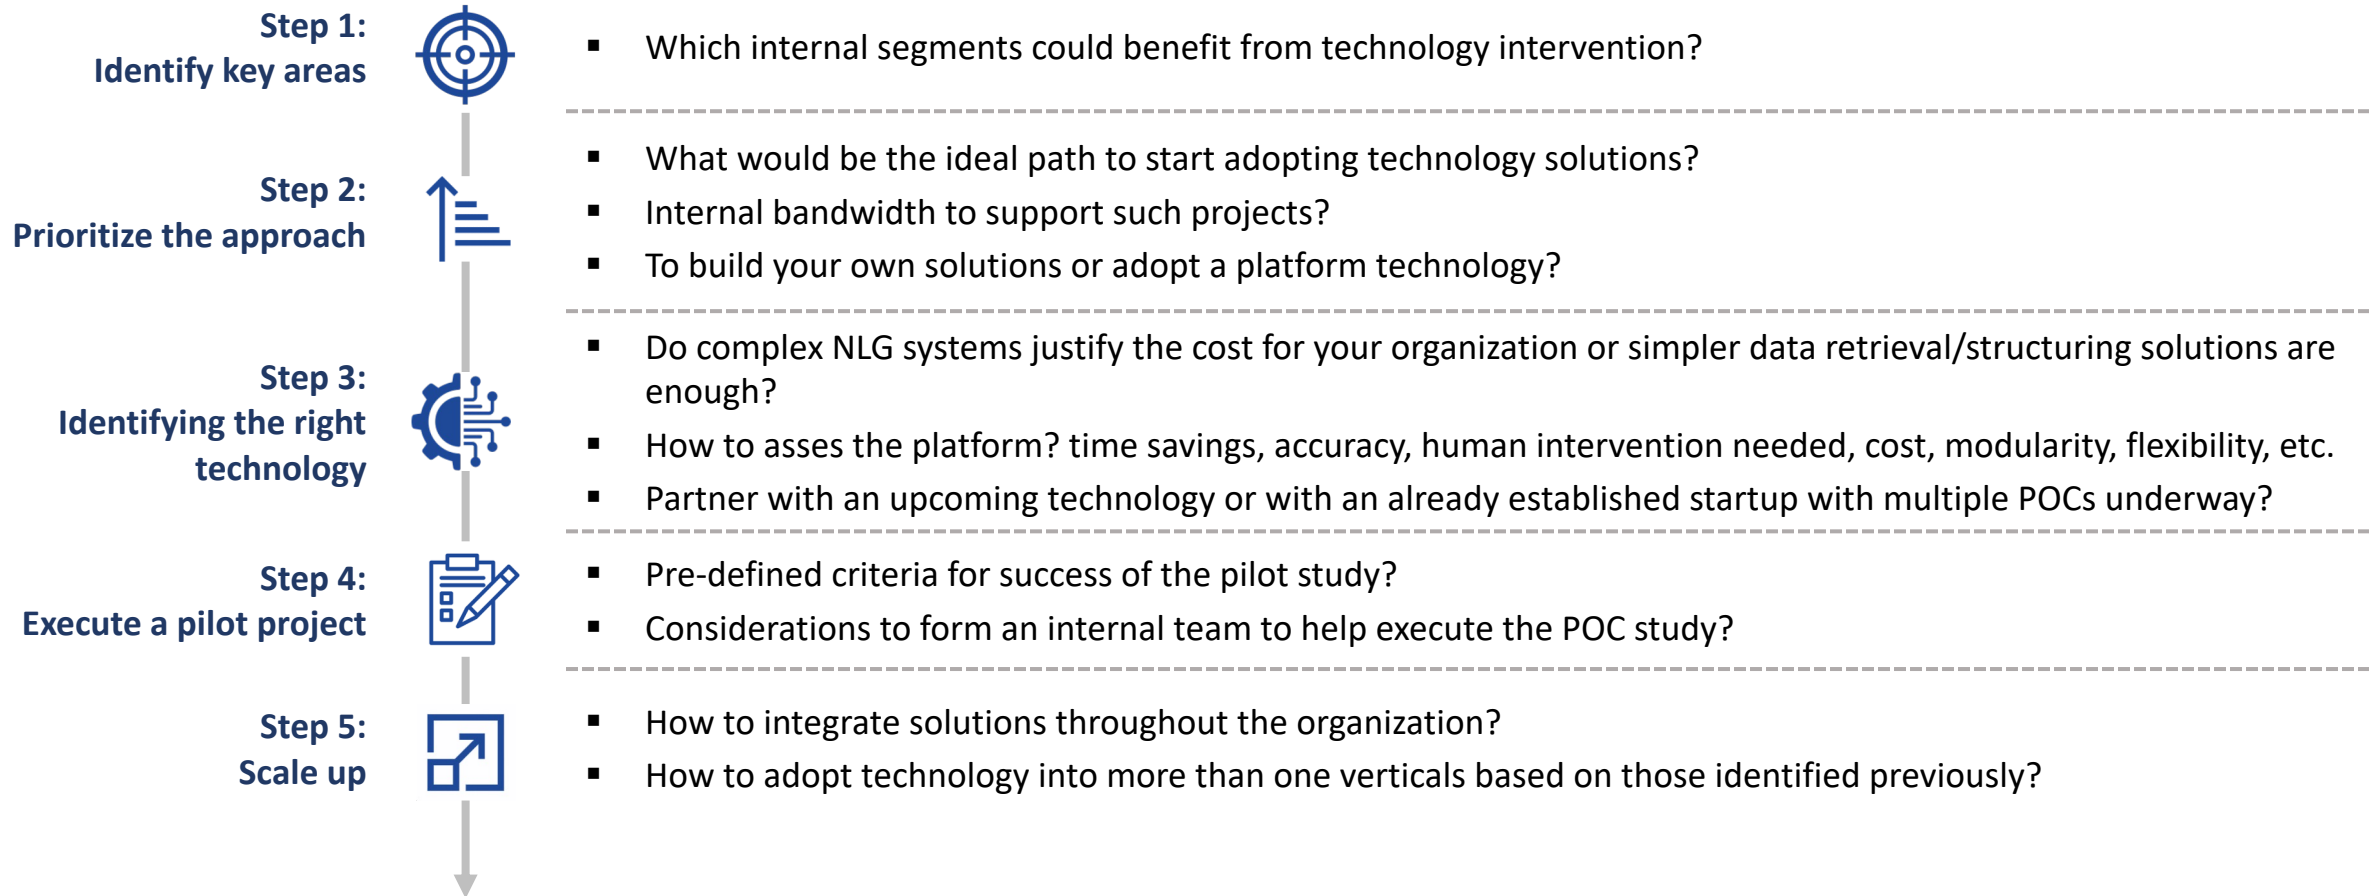 Step 1:
Identify key areas
▪ Which internal segments could benefit from technology intervention?
Step 2:
Prioritize the approach
▪ What would be the ideal path to start adopting technology solutions?
▪ Internal bandwidth to support such projects?
▪ To build your own solutions or adopt a platform technology?
Step 3:
Identifying the right
technology
▪ Do complex NLG systems justify the cost for your organization or simpler data retrieval/structuring solutions are
enough?
▪ How to asses the platform? time savings, accuracy, human intervention needed, cost, modularity, flexibility, etc.
▪ Partner with an upcoming technology or with an already established startup with multiple POCs underway?
Step 4:
Execute a pilot project
▪ Pre-defined criteria for success of the pilot study?
▪ Considerations to form an internal team to help execute the POC study?
Step 5:
Scale up
▪ How to integrate solutions throughout the organization?
▪ How to adopt technology into more than one verticals based on those identified previously?